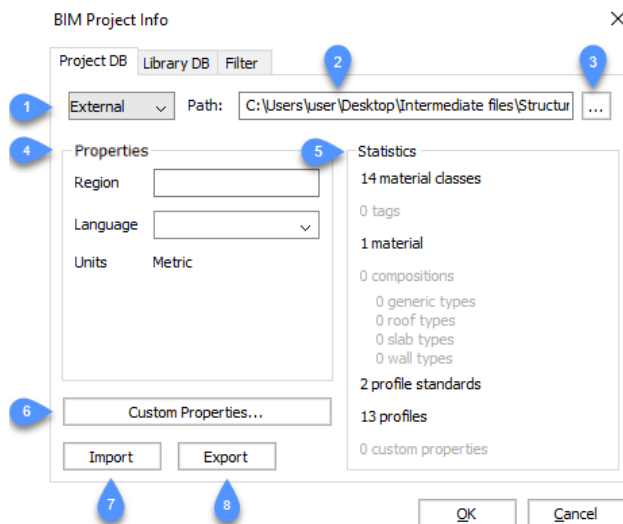 BIM Project Info
Project DB Library DB Filter
2
3
1 External Path: C:\Users\user\Desktop\Intermediate files\Structur ...
4 Properties
Region
Language
Units Metric
5 Statistics
14 material classes
0 tags
1 material
0 compositions
0 generic types
0 roof types
0 slab types
0 wall types
2 profile standards
13 profiles
0 custom properties
6 Custom Properties...
Import Export
7 8
OK Cancel